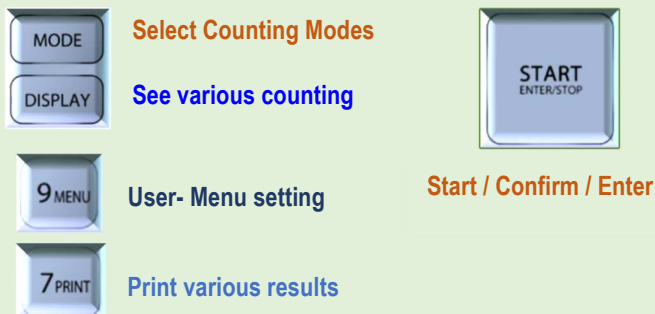 MODE
Select Counting Modes
DISPLAY
See various counting
9 MENU
User- Menu setting
7 PRINT
Print various results
START
ENTER/STOP
Start / Confirm / Enter